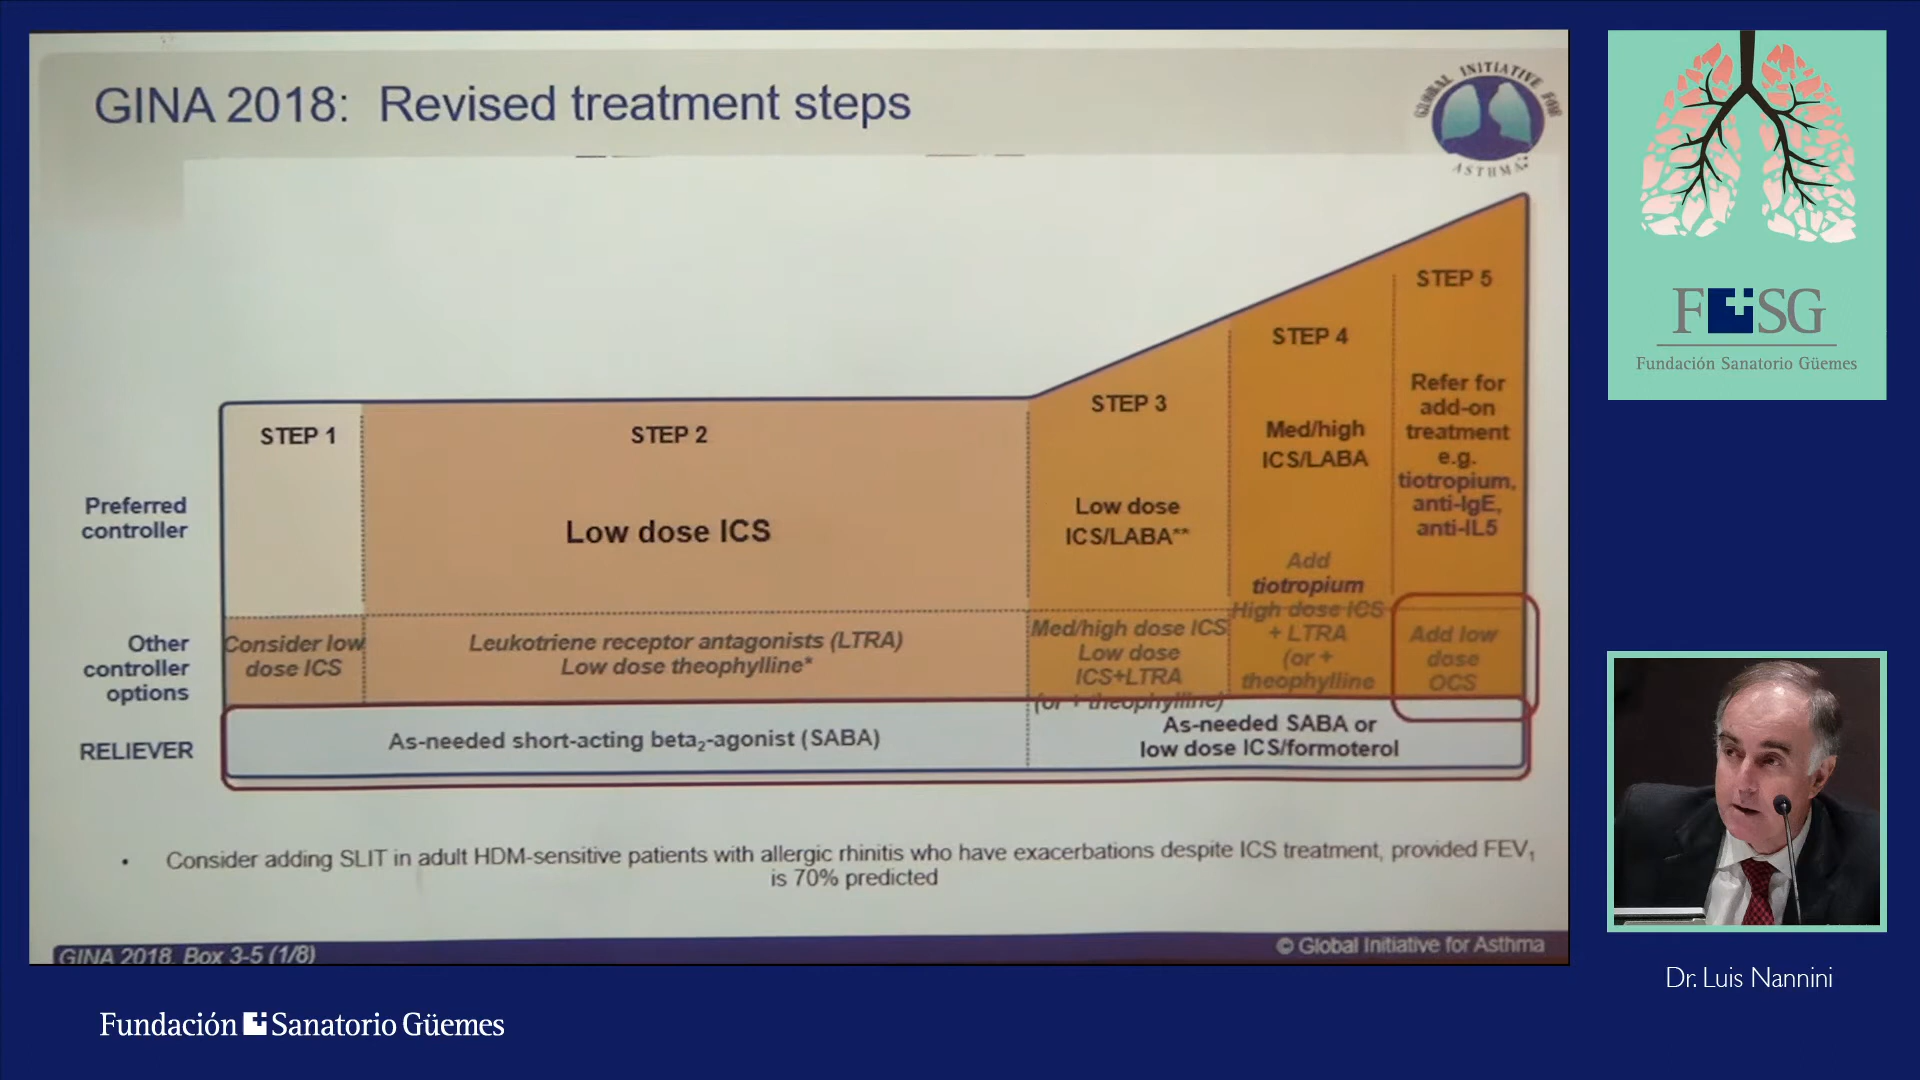 GINA 2018: Revised treatment steps
GLOBAL INITIATIVE FOR
ASTHMA
STEP 1
STEP 2
STEP 3
STEP 4
STEP 5
Preferred
controller
Low dose ICS
Low dose
ICS/LABA**
Med/high
ICS/LABA
Refer for
add-on
treatment
e.g.
tiotropium,
anti-IgE,
anti-IL5
Other
controller
options
Consider low
dose ICS
Leukotriene receptor antagonists (LTRA)
Low dose theophylline*
Med/high dose ICS
Low dose
ICS+LTRA
(or + theophylline)
Add
tiotropium
High dose ICS
+ LTRA
(or +
theophylline
Add low
dose
OCS
RELIEVER
As-needed short-acting beta₂-agonist (SABA)
As-needed SABA or
low dose ICS/formoterol
• Consider adding SLIT in adult HDM-sensitive patients with allergic rhinitis who have exacerbations despite ICS treatment, provided FEV₁
is 70% predicted
GINA 2018, Box 3-5 (1/8)
© Global Initiative for Asthma
F SG
Fundación Sanatorio Güemes
Dr. Luis Nannini
Fundación Sanatorio Güemes